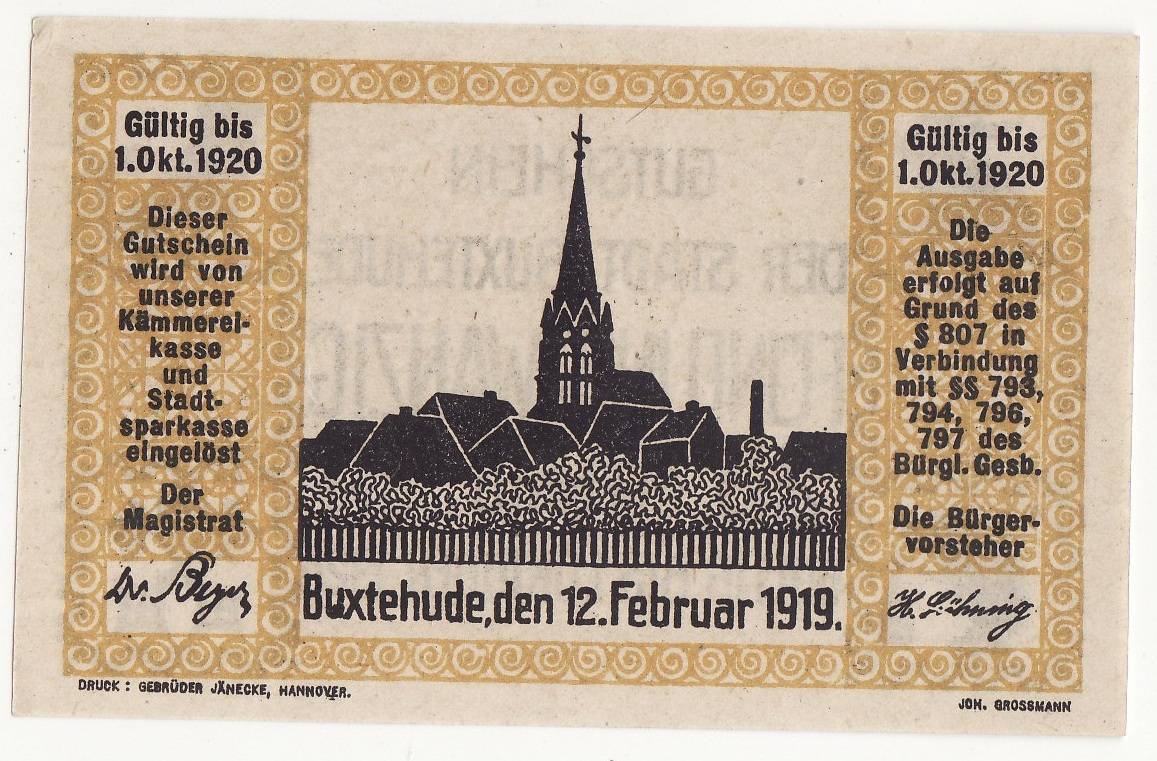 Gültig bis
1.Okt.1920
Dieser
Gutschein
wird von
unserer
Kämmerei-
kasse
und
Stadt-
sparkasse
eingelöst
Der
Magistrat
Dr. Beyer
Gültig bis
1.Okt.1920
Die
Ausgabe
erfolgt auf
Grund des
§ 807 in
Verbindung
mit §§ 793,
794, 796,
797 des
Bürgl. Gesb.
Die Bürger-
vorsteher
Buxtehude,den 12.Februar 1919.
DRUCK : GEBRÜDER JÄNECKE, HANNOVER.
JOH. GROSSMANN